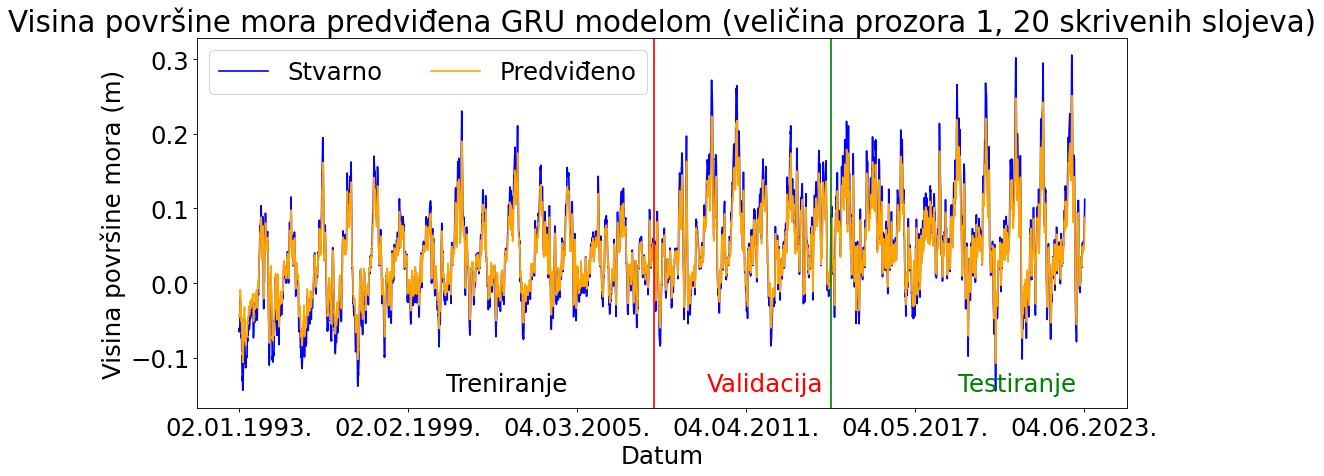 Visina površine mora predviđena GRU modelom (veličina prozora 1, 20 skrivenih slojeva)
Stvarno Predviđeno
Visina površine mora (m)
0.3
0.2
0.1
0.0
−0.1
Treniranje Validacija Testiranje
02.01.1993. 02.02.1999. 04.03.2005. 04.04.2011. 04.05.2017. 04.06.2023.
Datum